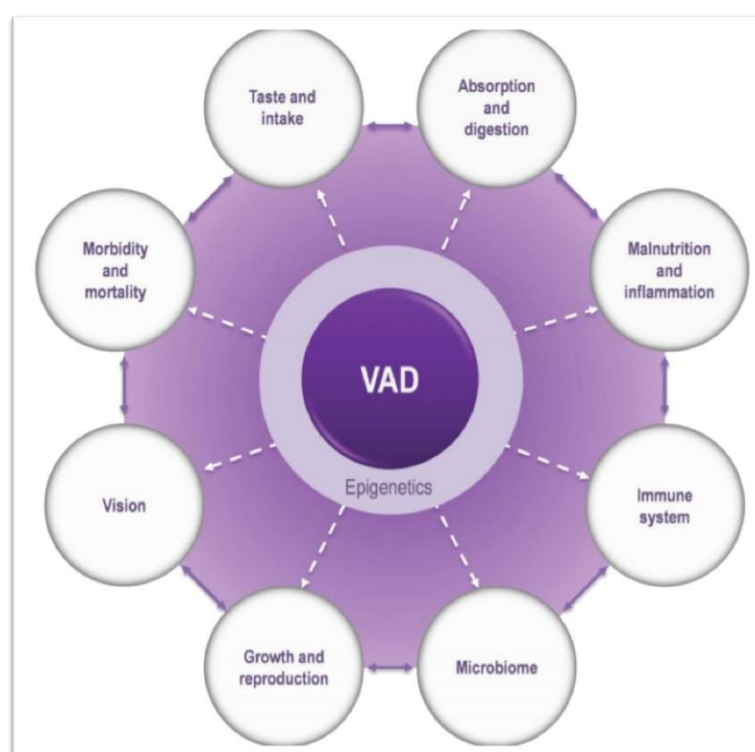 Taste and
intake
Absorption
and
digestion
Morbidity
and
mortality
Malnutrition
and
inflammation
VAD
Epigenetics
Vision
Immune
system
Growth and
reproduction
Microbiome